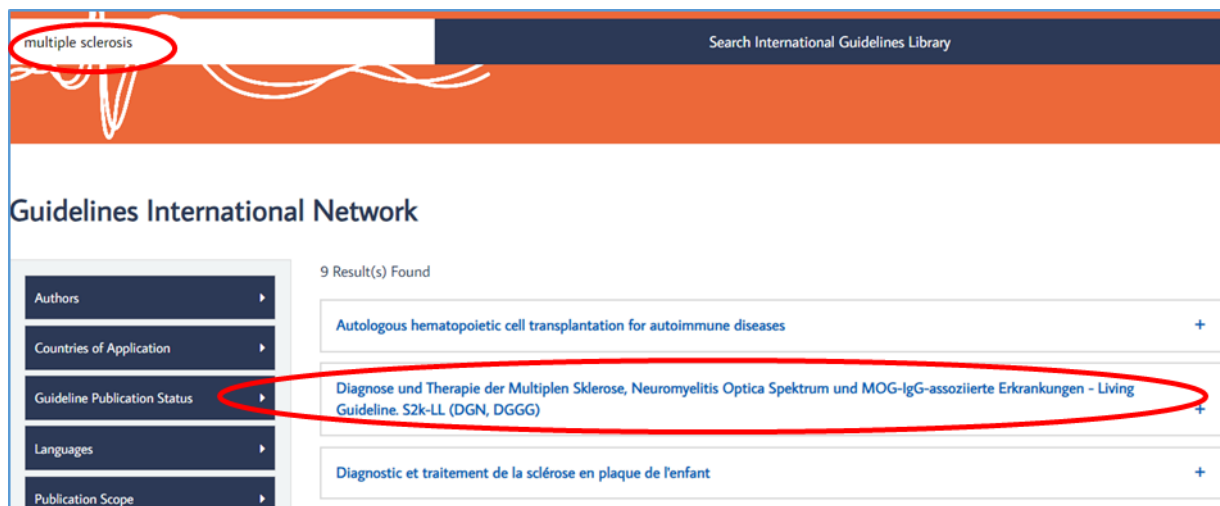 multiple sclerosis
Search International Guidelines Library
Guidelines International Network
9 Result(s) Found
Authors
Countries of Application
Guideline Publication Status
Languages
Publication Scope
Autologous hematopoietic cell transplantation for autoimmune diseases
+
Diagnose und Therapie der Multiplen Sklerose, Neuromyelitis Optica Spektrum und MOG-IgG-assoziierte Erkrankungen - Living
Guideline. S2k-LL (DGN, DGGG)
+
Diagnostic et traitement de la sclérose en plaque de l'enfant
+